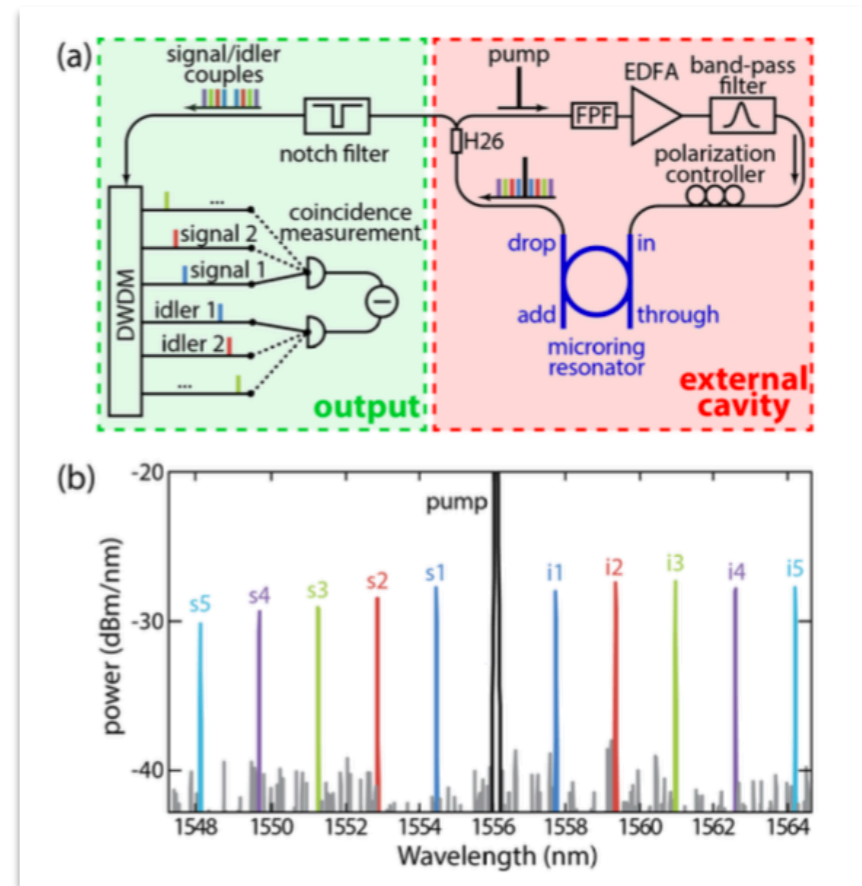 (a)
signal/idler
couples
notch filter
DWDM
...
signal 2
signal 1
idler 1
idler 2
...
coincidence
measurement
output
pump
FPF
EDFA
band-pass
filter
H26
polarization
controller
drop
in
add
through
microring
resonator
external
cavity
(b)
power (dBm/nm)
-20
-30
-40
pump
s5
s4
s3
s2
s1
i1
i2
i3
i4
i5
1548
1550
1552
1554
1556
1558
1560
1562
1564
Wavelength (nm)